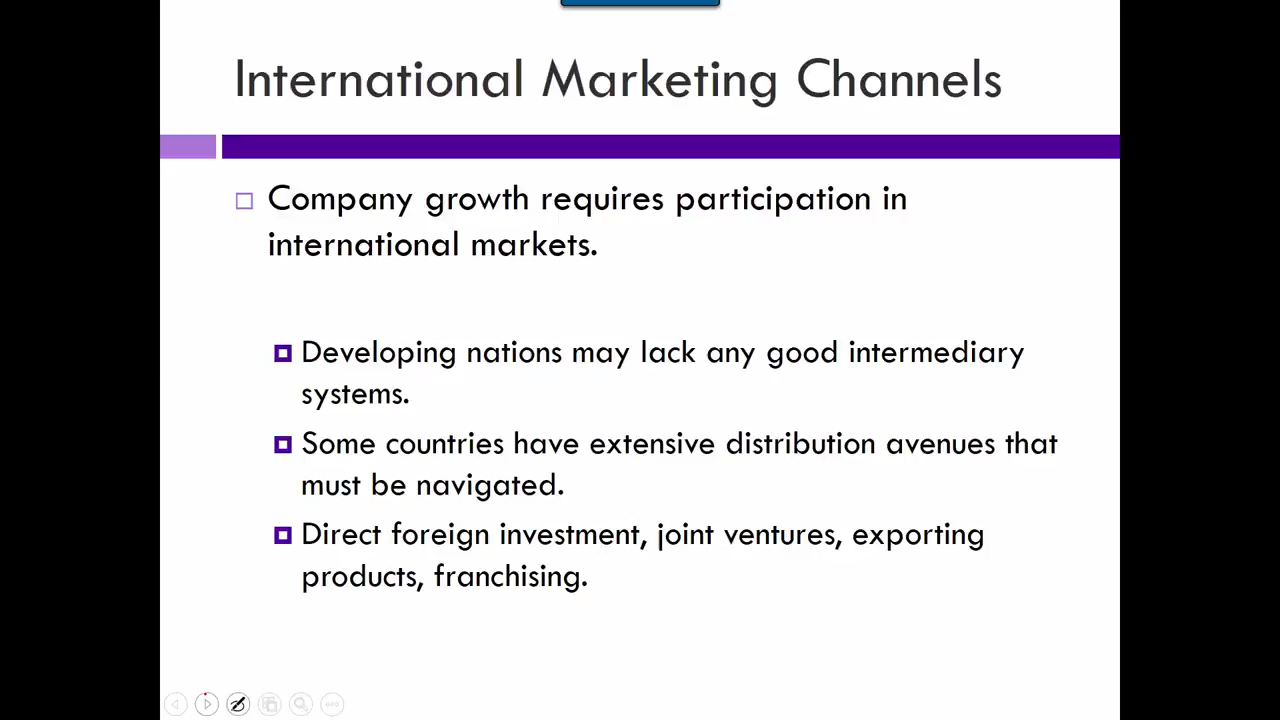 International Marketing Channels
Company growth requires participation in
international markets.
Developing nations may lack any good intermediary
systems.
Some countries have extensive distribution avenues that
must be navigated.
Direct foreign investment, joint ventures, exporting
products, franchising.